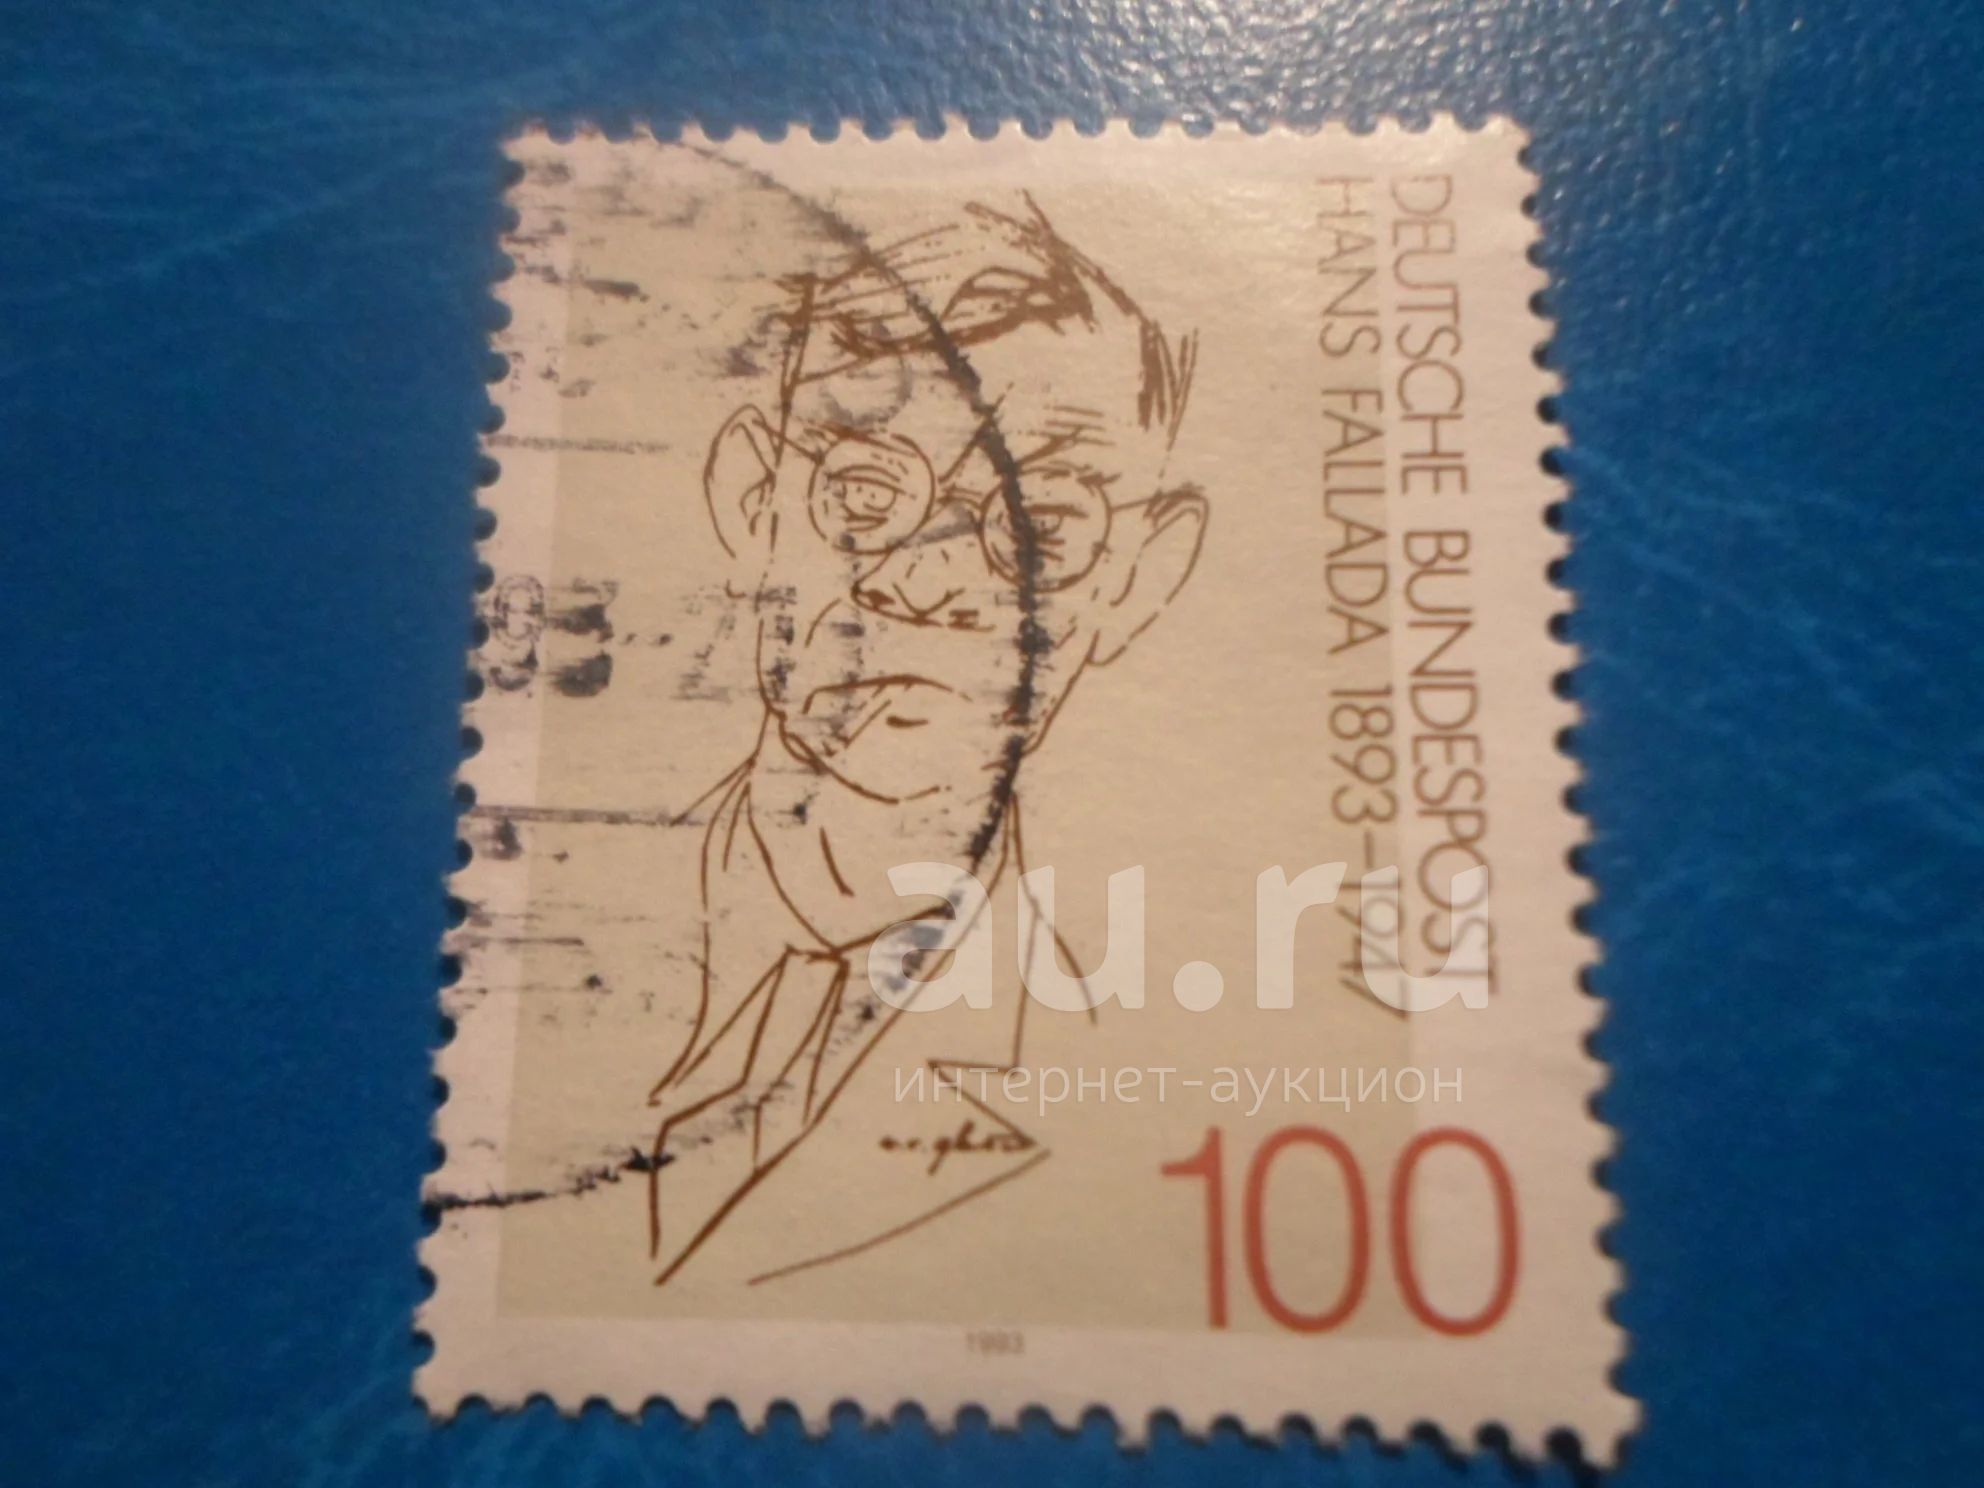 DEUTSCHE BUNDESPOST
HANS FALLADA 1893–1947
au.ru
интернет-аукцион
100
1993